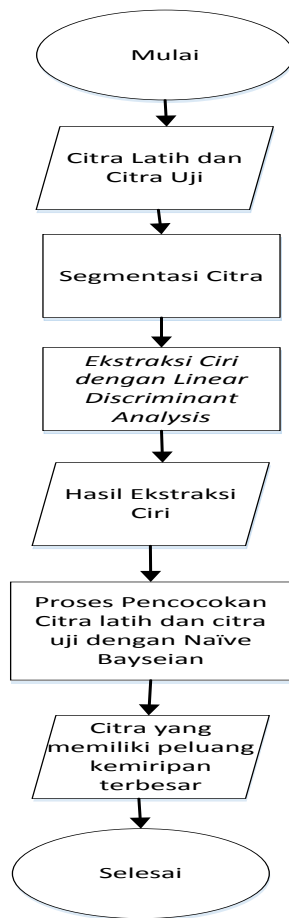 Mulai
Citra Latih dan
Citra Uji
Segmentasi Citra
Ekstraksi Ciri
dengan Linear
Discriminant
Analysis
Hasil Ekstraksi
Ciri
Proses Pencocokan
Citra latih dan citra
uji dengan Naïve
Bayseian
Citra yang
memiliki peluang
kemiripan
terbesar
Selesai